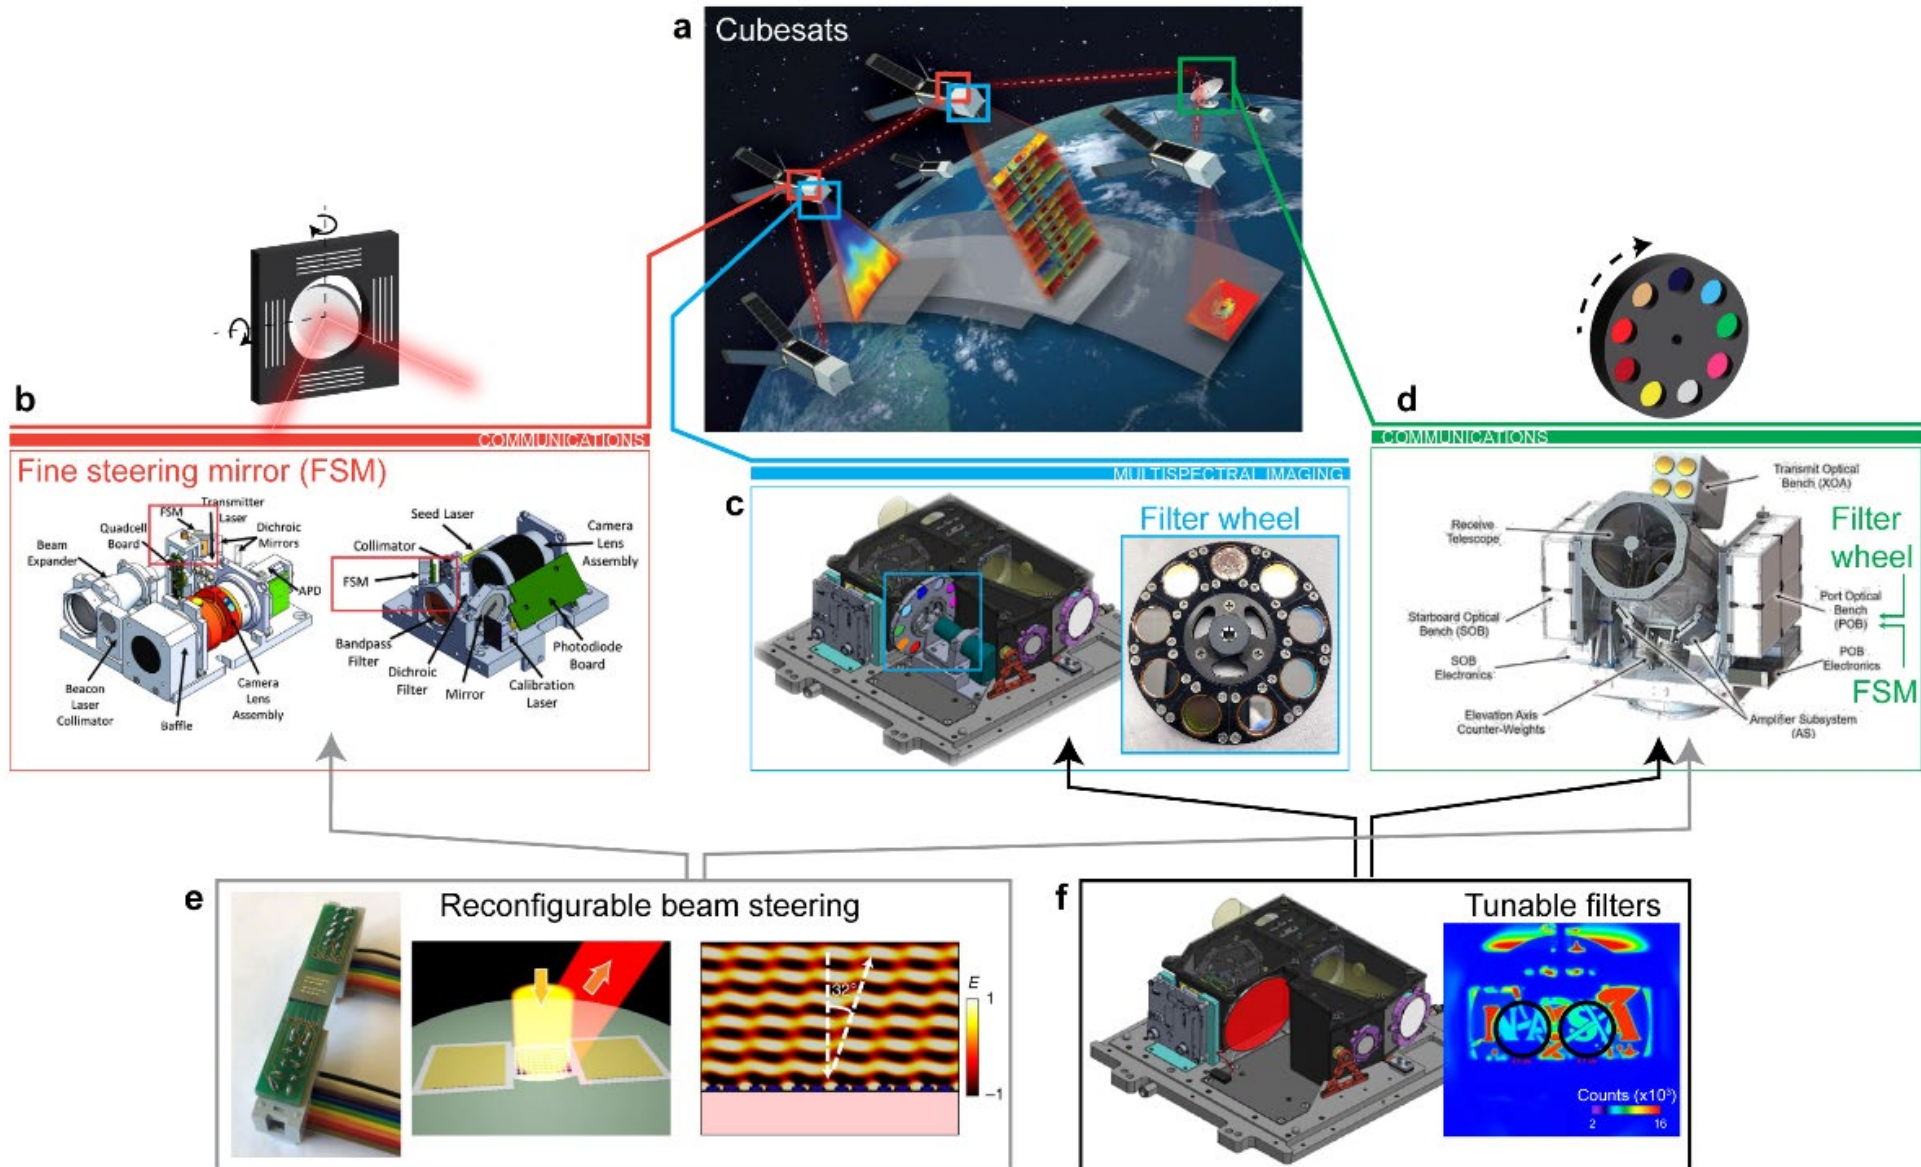 a
Cubesats
b
COMMUNICATIONS
Fine steering mirror (FSM)
Transmitter
Laser
FSM
Quadcell
Board
Dichroic
Mirrors
Beam
Expander
APD
Beacon
Laser
Collimator
Baffle
Camera
Lens
Assembly
Seed Laser
Collimator
FSM
Camera
Lens
Assembly
Bandpass
Filter
Dichroic
Filter
Mirror
Calibration
Laser
Photodiode
Board
MULTISPECTRAL IMAGING
c
Filter wheel
d
COMMUNICATIONS
Transmit Optical
Bench (XOA)
Receive
Telescope
Filter
wheel
Port Optical
Bench
(POB)
Starboard Optical
Bench (SOB)
SOB
Electronics
POB
Electronics
FSM
Elevation Axis
Counter-Weights
Amplifier Subsystem
(AS)
e
Reconfigurable beam steering
32°
E
1
−1
f
Tunable filters
Counts (x10³)
2 16